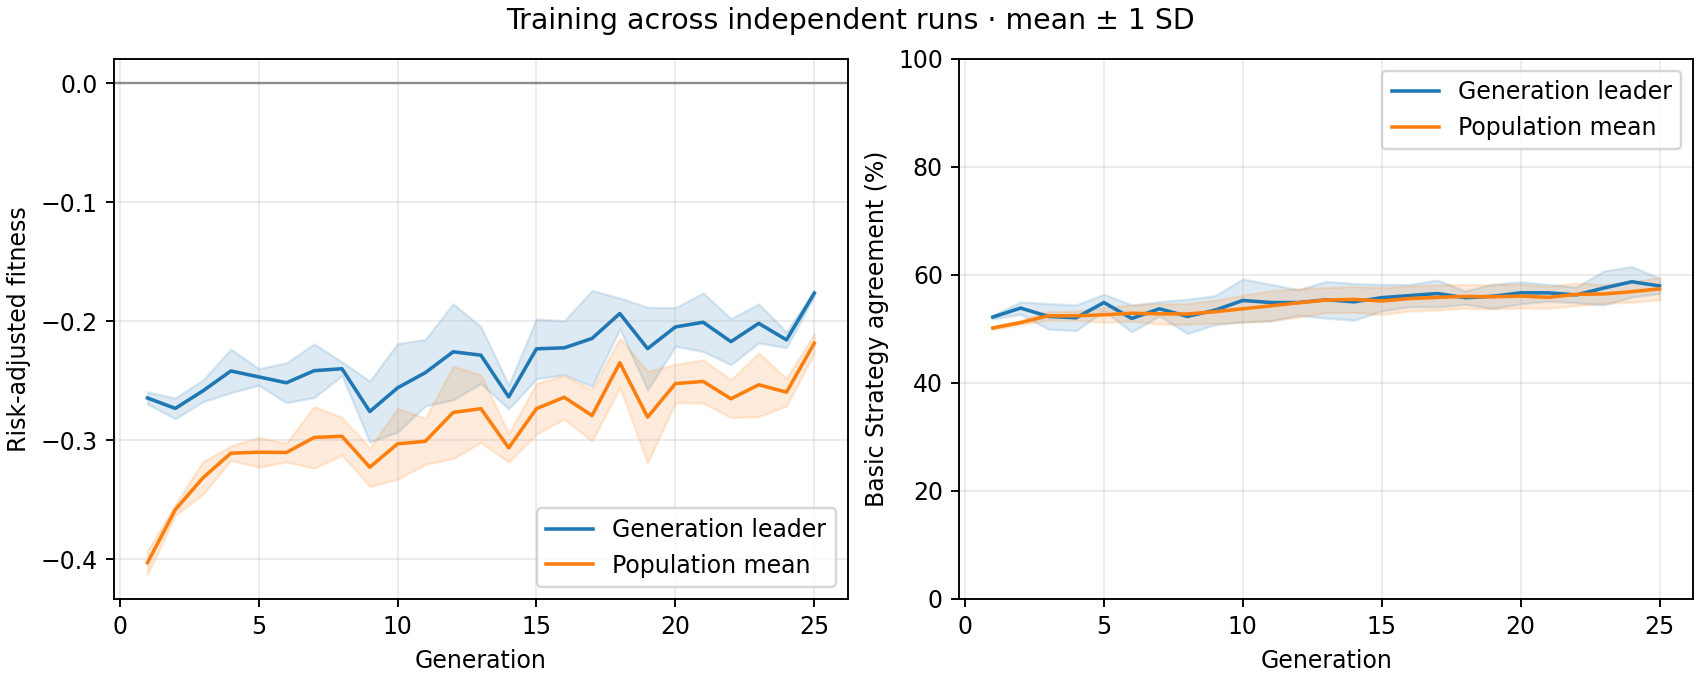 Training across independent runs · mean ± 1 SD
Risk-adjusted fitness
0.0
−0.1
−0.2
−0.3
−0.4
0
5
10
15
20
25
Generation
Generation leader
Population mean
Basic Strategy agreement (%)
100
80
60
40
20
0
0
5
10
15
20
25
Generation
Generation leader
Population mean